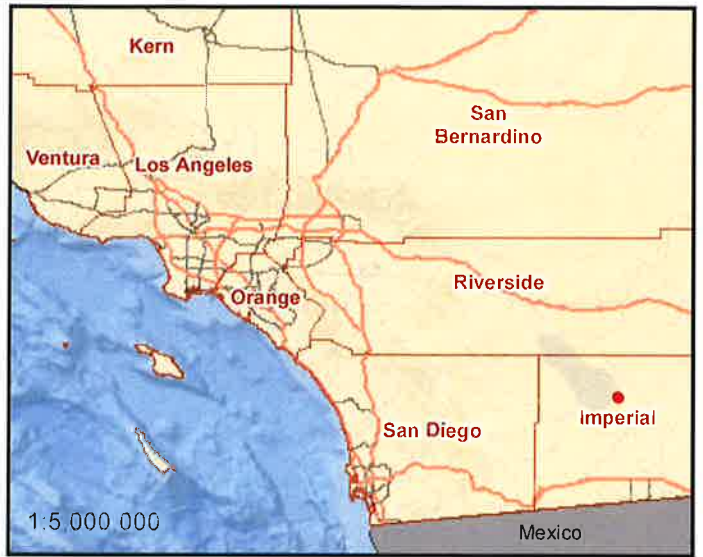 Kern
San
Bernardino
Ventura
Los Angeles
Riverside
Orange
Imperial
San Diego
1:5 000 000
Mexico